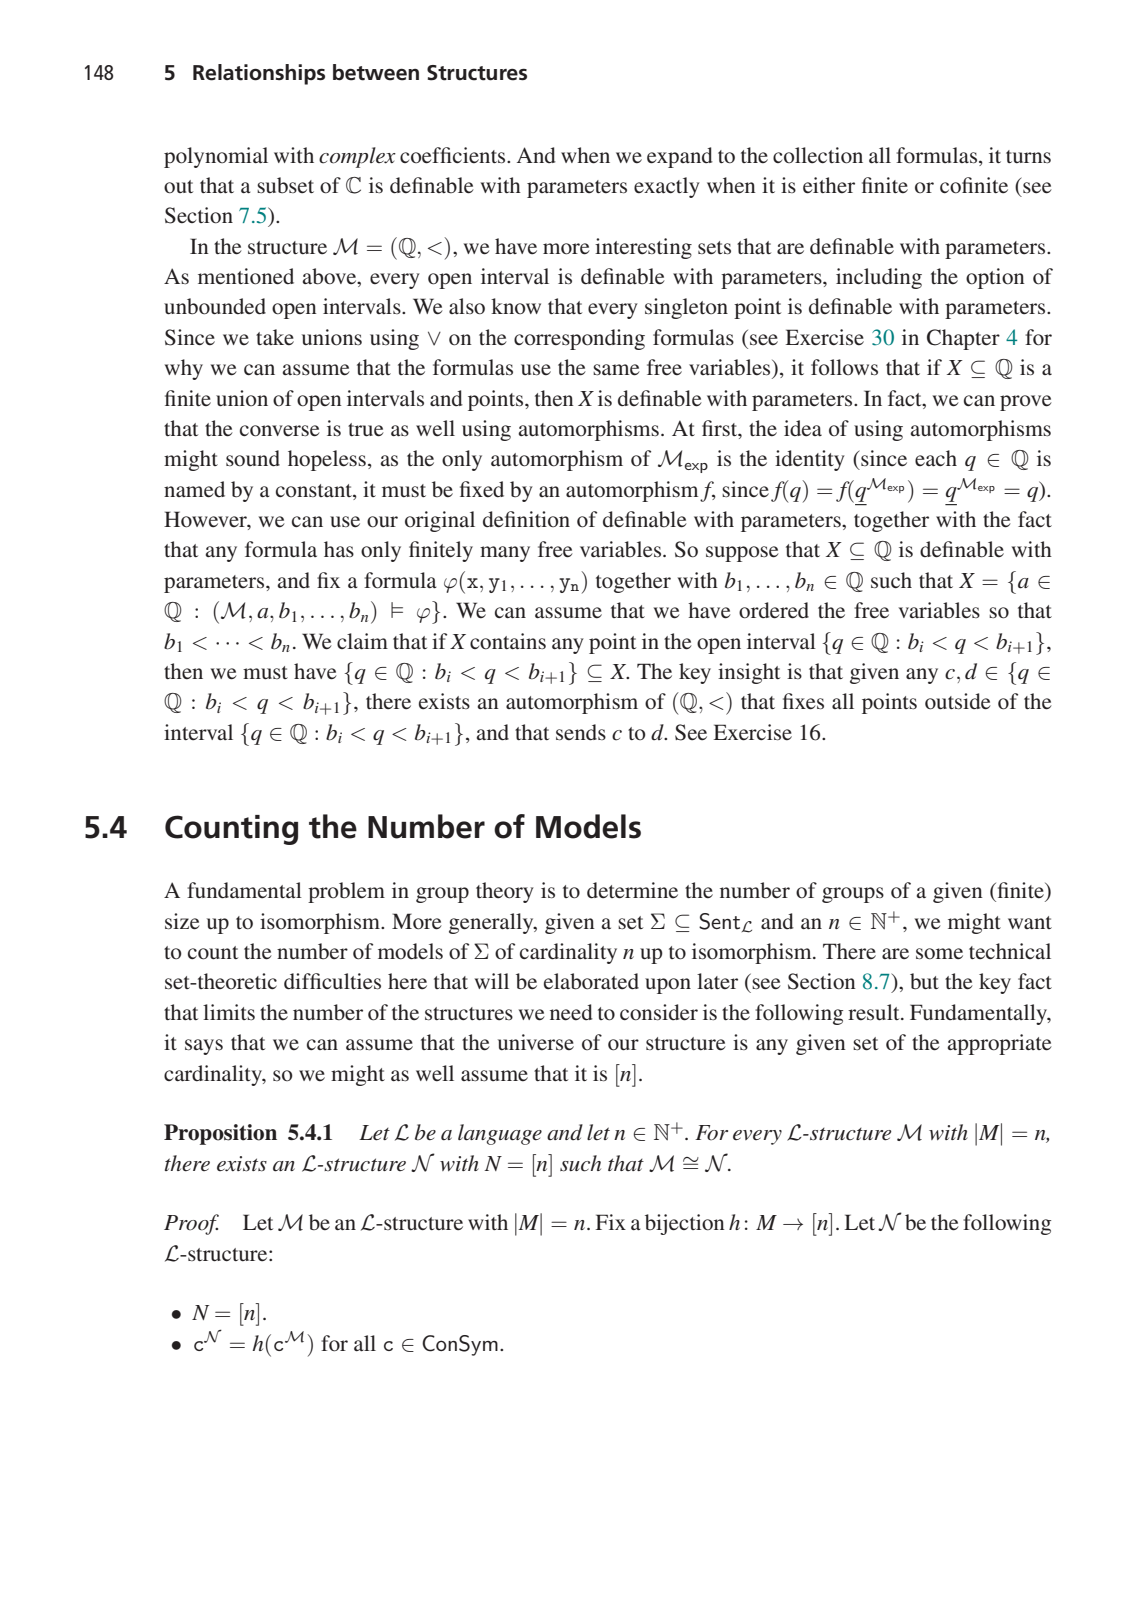 148 5 Relationships between Structures
polynomial with complex coefficients. And when we expand to the collection all formulas, it turns
out that a subset of ℂ is definable with parameters exactly when it is either finite or cofinite (see
Section 7.5).
In the structure ℳ = (ℚ, <), we have more interesting sets that are definable with parameters.
As mentioned above, every open interval is definable with parameters, including the option of
unbounded open intervals. We also know that every singleton point is definable with parameters.
Since we take unions using ∨ on the corresponding formulas (see Exercise 30 in Chapter 4 for
why we can assume that the formulas use the same free variables), it follows that if X ⊆ ℚ is a
finite union of open intervals and points, then X is definable with parameters. In fact, we can prove
that the converse is true as well using automorphisms. At first, the idea of using automorphisms
might sound hopeless, as the only automorphism of ℳ_exp is the identity (since each q ∈ ℚ is
named by a constant, it must be fixed by an automorphism f, since f(q) = f(q̲^ℳ_exp) = q̲^ℳ_exp = q).
However, we can use our original definition of definable with parameters, together with the fact
that any formula has only finitely many free variables. So suppose that X ⊆ ℚ is definable with
parameters, and fix a formula φ(x, y₁, . . . , yₙ) together with b₁, . . . , bₙ ∈ ℚ such that X = {a ∈
ℚ : (ℳ, a, b₁, . . . , bₙ) ⊨ φ}. We can assume that we have ordered the free variables so that
b₁ < · · · < bₙ. We claim that if X contains any point in the open interval {q ∈ ℚ : bᵢ < q < bᵢ₊₁},
then we must have {q ∈ ℚ : bᵢ < q < bᵢ₊₁} ⊆ X. The key insight is that given any c, d ∈ {q ∈
ℚ : bᵢ < q < bᵢ₊₁}, there exists an automorphism of (ℚ, <) that fixes all points outside of the
interval {q ∈ ℚ : bᵢ < q < bᵢ₊₁}, and that sends c to d. See Exercise 16.
5.4 Counting the Number of Models
A fundamental problem in group theory is to determine the number of groups of a given (finite)
size up to isomorphism. More generally, given a set Σ ⊆ Sent_ℒ and an n ∈ ℕ⁺, we might want
to count the number of models of Σ of cardinality n up to isomorphism. There are some technical
set-theoretic difficulties here that will be elaborated upon later (see Section 8.7), but the key fact
that limits the number of the structures we need to consider is the following result. Fundamentally,
it says that we can assume that the universe of our structure is any given set of the appropriate
cardinality, so we might as well assume that it is [n].
Proposition 5.4.1 Let ℒ be a language and let n ∈ ℕ⁺. For every ℒ-structure ℳ with |M| = n,
there exists an ℒ-structure 𝒩 with N = [n] such that ℳ ≅ 𝒩.
Proof. Let ℳ be an ℒ-structure with |M| = n. Fix a bijection h: M → [n]. Let 𝒩 be the following
ℒ-structure:
• N = [n].
• c^𝒩 = h(c^ℳ) for all c ∈ ConSym.